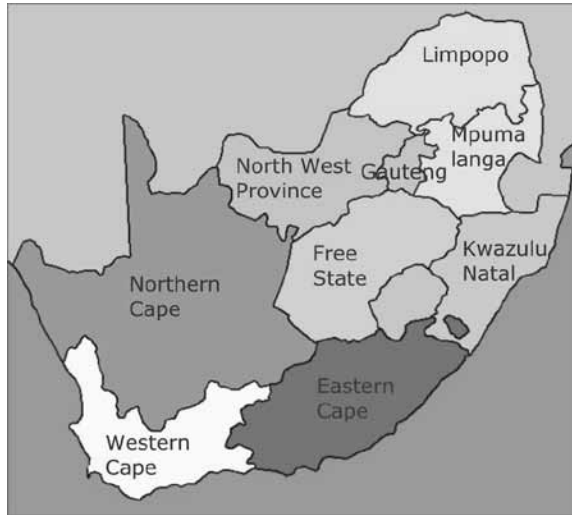 Limpopo
Mpuma
langa
North West
Province
Gauteng
Free
State
Kwazulu
Natal
Northern
Cape
Eastern
Cape
Western
Cape